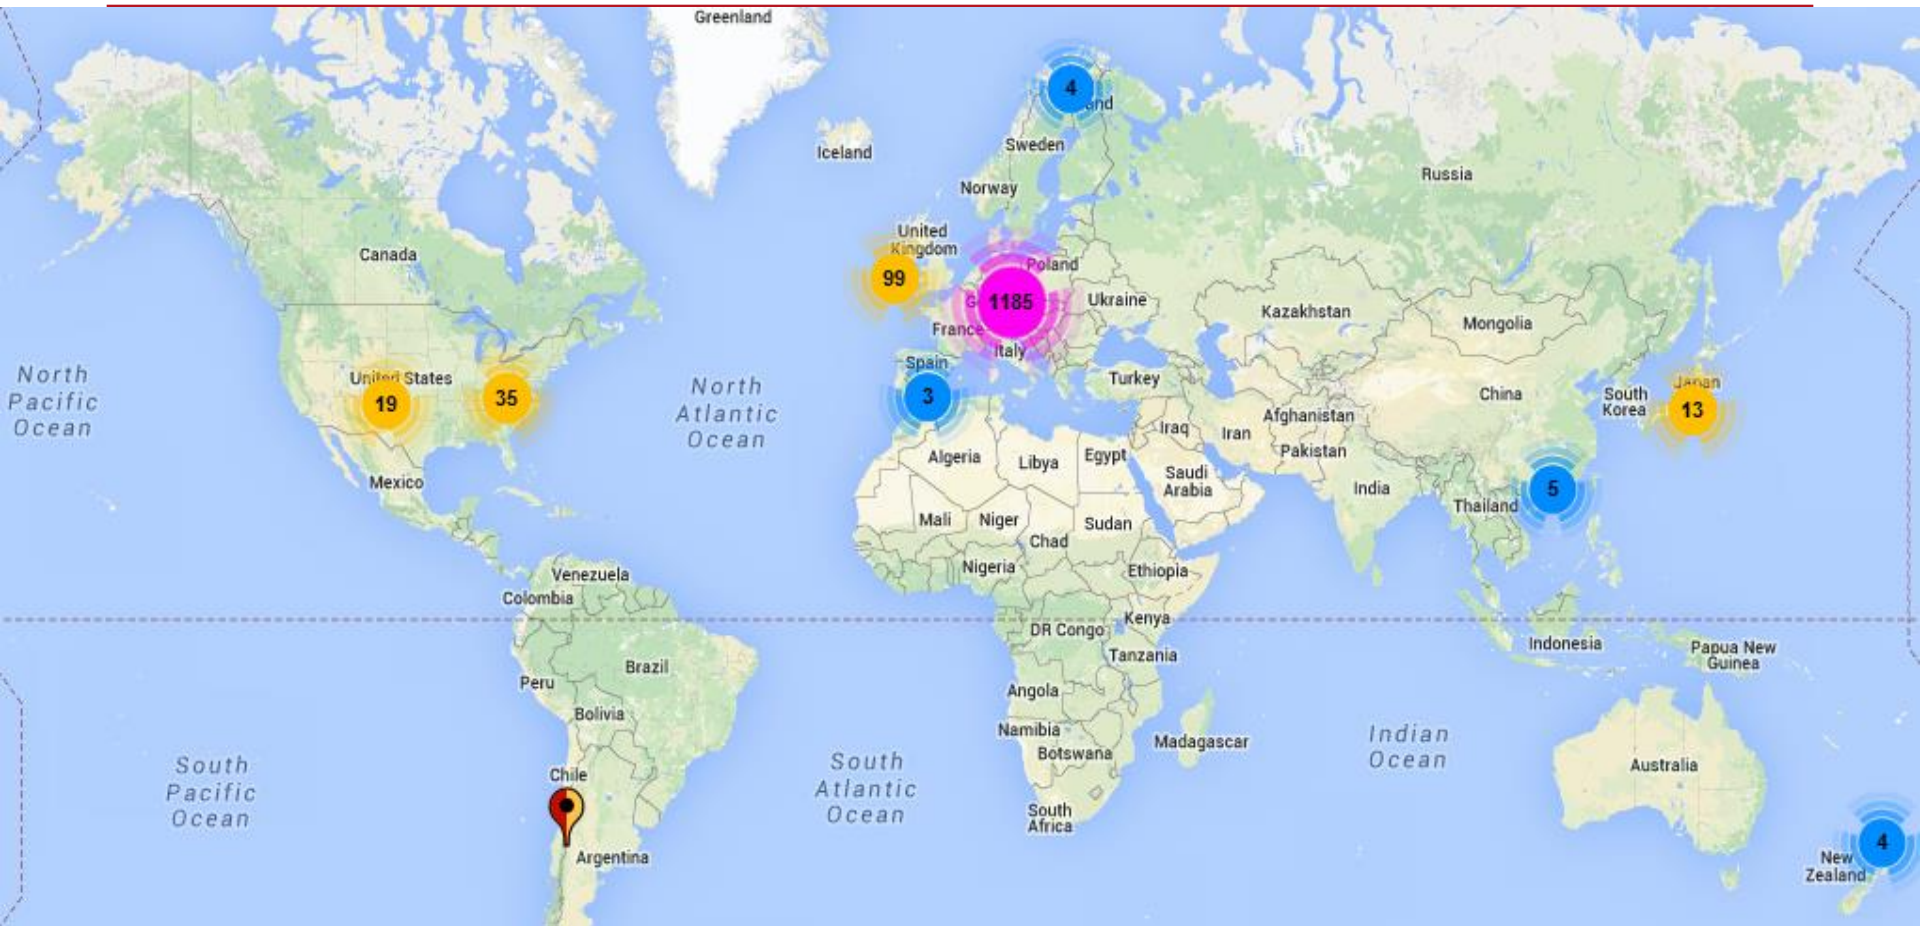 Greenland
4
Iceland
Sweden
Norway
Russia
United
Kingdom
Canada
99
Poland
1185
Ukraine
Kazakhstan
Mongolia
France
Italy
Spain
3
United States
19
35
North
Pacific
Ocean
North
Atlantic
Ocean
Turkey
China
South
Korea
Japan
13
Afghanistan
Iraq
Iran
Pakistan
Algeria
Libya
Egypt
Saudi
Arabia
India
5
Thailand
Mexico
Mali
Niger
Sudan
Chad
Nigeria
Ethiopia
Venezuela
Colombia
Kenya
DR Congo
Tanzania
Indonesia
Papua New
Guinea
Brazil
Peru
Angola
Bolivia
Namibia
Botswana
Madagascar
Indian
Ocean
Australia
South
Pacific
Ocean
Chile
South
Atlantic
Ocean
South
Africa
Argentina
4
New
Zealand